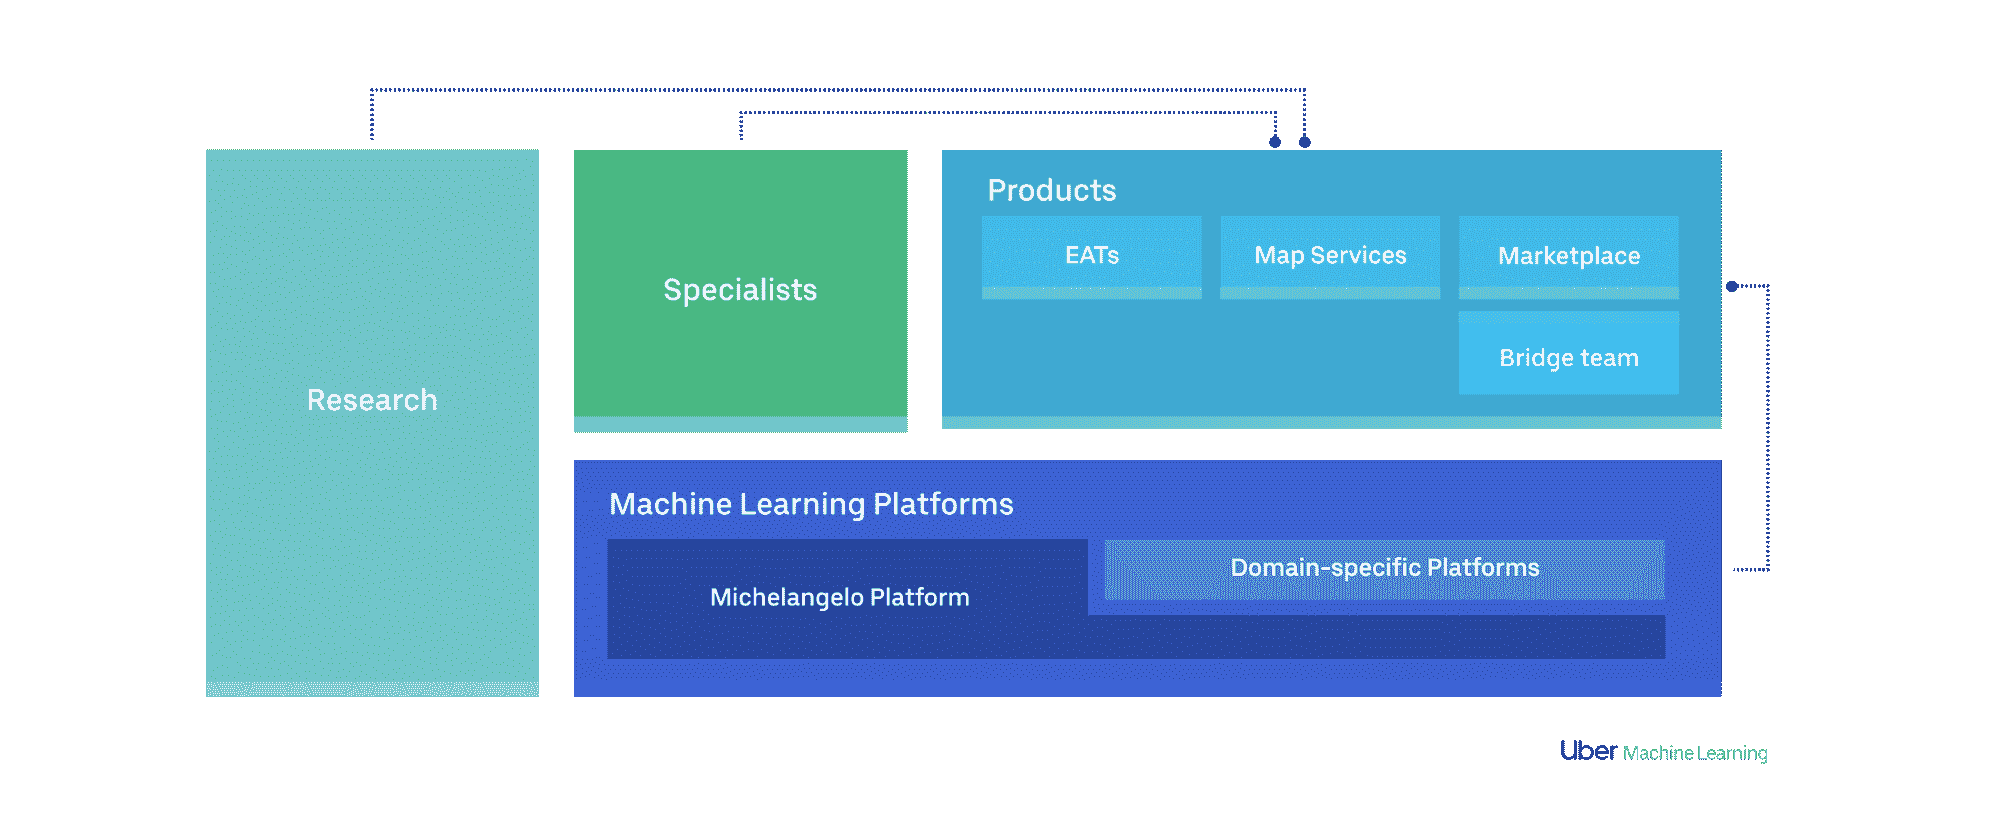 Research
Specialists
Products
EATs
Map Services
Marketplace
Bridge team
Machine Learning Platforms
Michelangelo Platform
Domain-specific Platforms
Uber Machine Learning